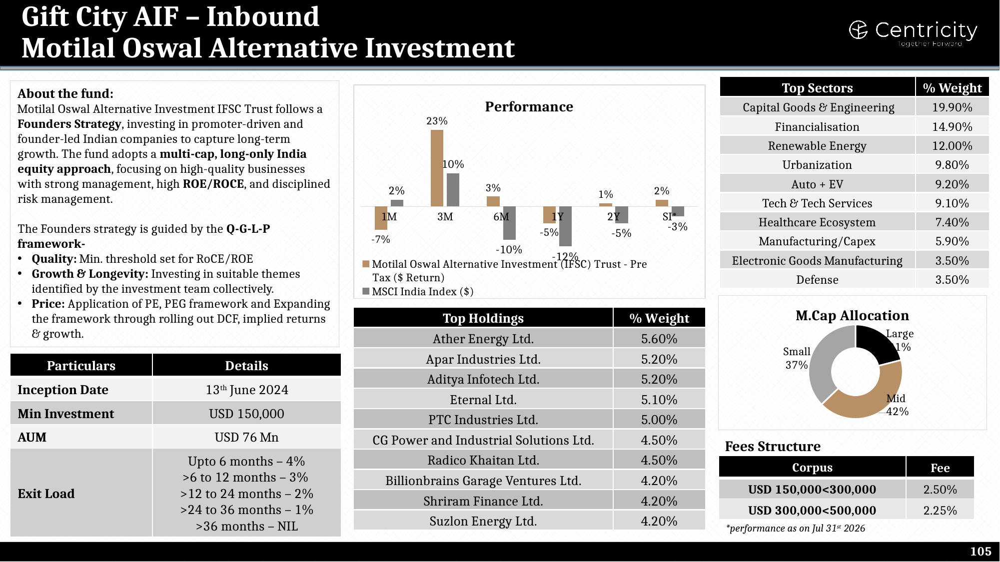 Gift City AIF – Inbound
Motilal Oswal Alternative Investment
Centricity
Together Forward
About the fund:
Motilal Oswal Alternative Investment IFSC Trust follows a
Founders Strategy, investing in promoter-driven and
founder-led Indian companies to capture long-term
growth. The fund adopts a multi-cap, long-only India
equity approach, focusing on high-quality businesses
with strong management, high ROE/ROCE, and disciplined
risk management.
The Founders strategy is guided by the Q-G-L-P
framework-
• Quality: Min. threshold set for RoCE/ROE
• Growth & Longevity: Investing in suitable themes
identified by the investment team collectively.
• Price: Application of PE, PEG framework and Expanding
the framework through rolling out DCF, implied returns
& growth.
Particulars Details
Inception Date 13th June 2024
Min Investment USD 150,000
AUM USD 76 Mn
Exit Load
Upto 6 months – 4%
>6 to 12 months – 3%
>12 to 24 months – 2%
>24 to 36 months – 1%
>36 months – NIL
Performance
23%
10%
2% 3% 1% 2%
1M 3M 6M 1Y 2Y SI*
-7% -10% -5% -12% -5% -3%
Motilal Oswal Alternative Investment (IFSC) Trust - Pre
Tax ($ Return)
MSCI India Index ($)
Top Holdings % Weight
Ather Energy Ltd. 5.60%
Apar Industries Ltd. 5.20%
Aditya Infotech Ltd. 5.20%
Eternal Ltd. 5.10%
PTC Industries Ltd. 5.00%
CG Power and Industrial Solutions Ltd. 4.50%
Radico Khaitan Ltd. 4.50%
Billionbrains Garage Ventures Ltd. 4.20%
Shriram Finance Ltd. 4.20%
Suzlon Energy Ltd. 4.20%
Top Sectors % Weight
Capital Goods & Engineering 19.90%
Financialisation 14.90%
Renewable Energy 12.00%
Urbanization 9.80%
Auto + EV 9.20%
Tech & Tech Services 9.10%
Healthcare Ecosystem 7.40%
Manufacturing/Capex 5.90%
Electronic Goods Manufacturing 3.50%
Defense 3.50%
M.Cap Allocation
Large
Small
37%
Mid
42%
Fees Structure
Corpus Fee
USD 150,000<300,000 2.50%
USD 300,000<500,000 2.25%
*performance as on Jul 31st 2026
105